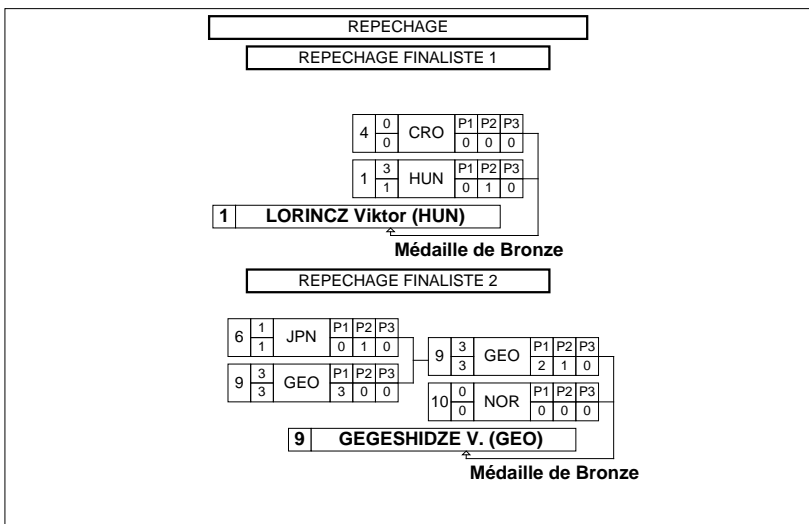 REPECHAGE
REPECHAGE FINALISTE 1
4 0 CRO P1 P2 P3
0 0 0 0
1 3 HUN P1 P2 P3
1 0 1 0
1 LORINCZ Viktor (HUN)
Médaille de Bronze
REPECHAGE FINALISTE 2
6 1 JPN P1 P2 P3
1 0 1 0
9 3 GEO P1 P2 P3
3 3 0 0
9 3 GEO P1 P2 P3
3 2 1 0
10 0 NOR P1 P2 P3
0 0 0 0
9 GEGESHIDZE V. (GEO)
Médaille de Bronze